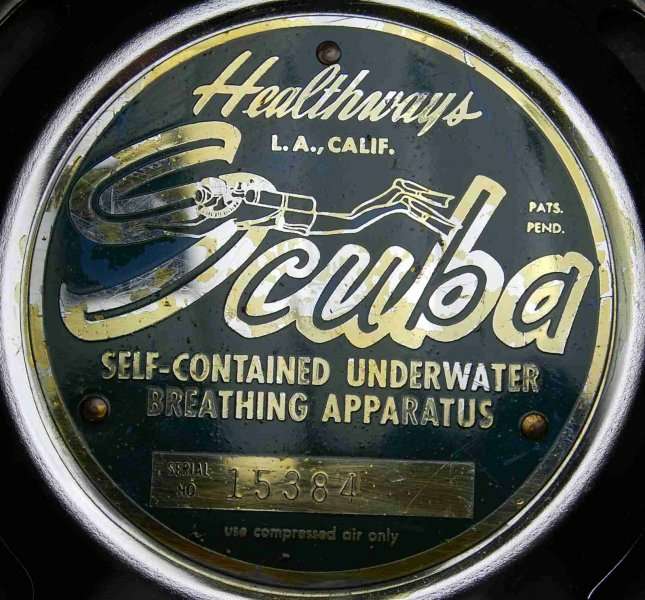 Healthways
L.A., CALIF.
Scuba
PATS.
PEND.
SELF-CONTAINED UNDERWATER
BREATHING APPARATUS
SERIAL
NO 15384
use compressed air only